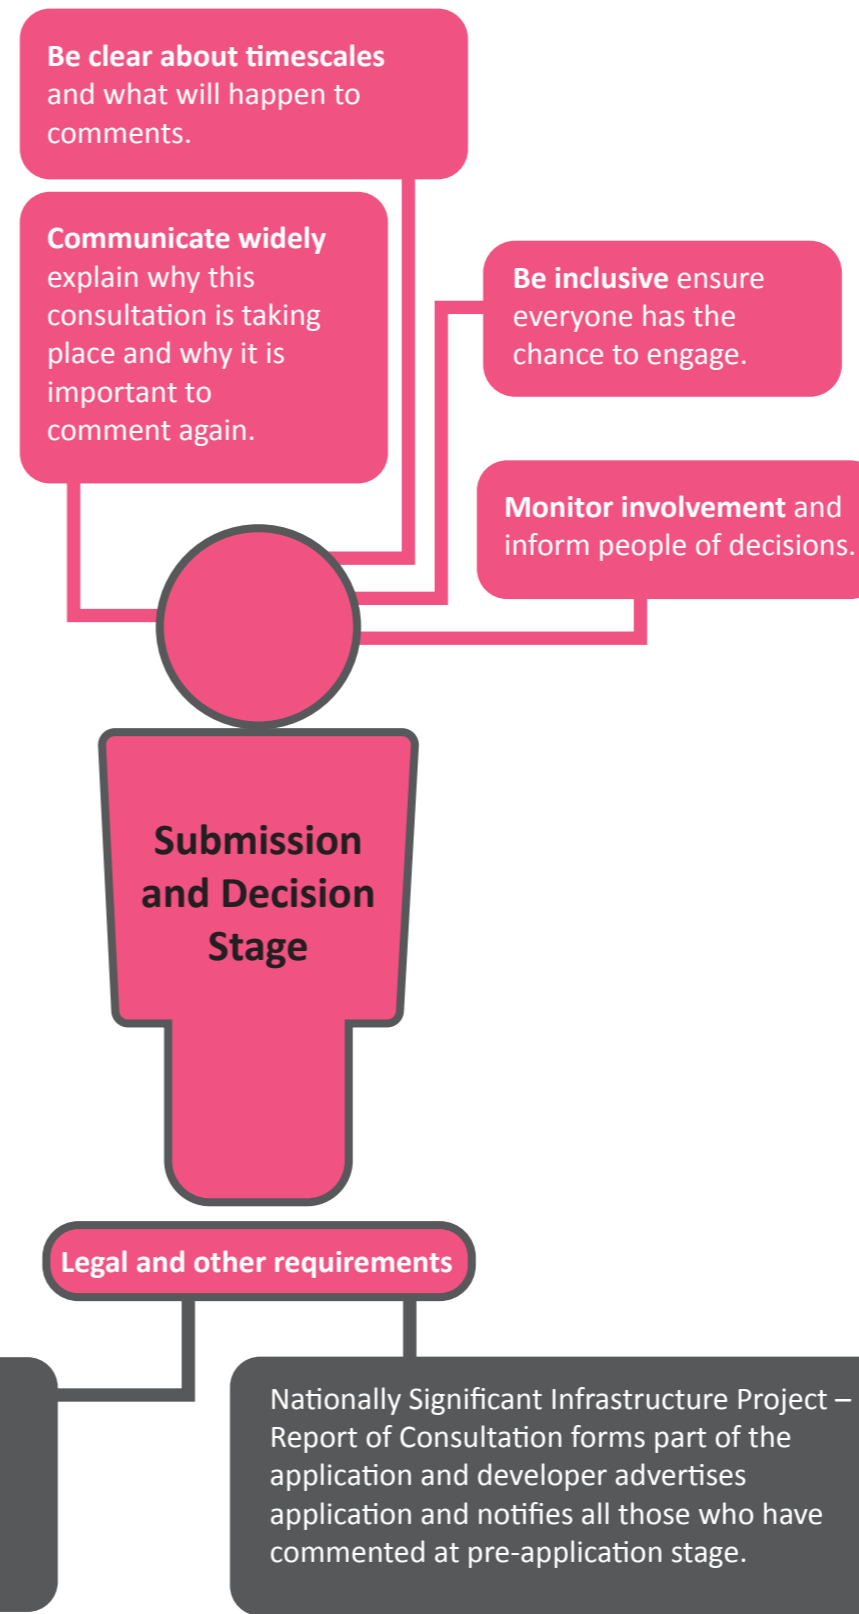 Be clear about timescales
and what will happen to
comments.
Communicate widely
explain why this
consultation is taking
place and why it is
important to
comment again.
Be inclusive ensure
everyone has the
chance to engage.
Monitor involvement and
inform people of decisions.
Submission
and Decision
Stage
Legal and other requirements
Nationally Significant Infrastructure Project –
Report of Consultation forms part of the
application and developer advertises
application and notifies all those who have
commented at pre-application stage.